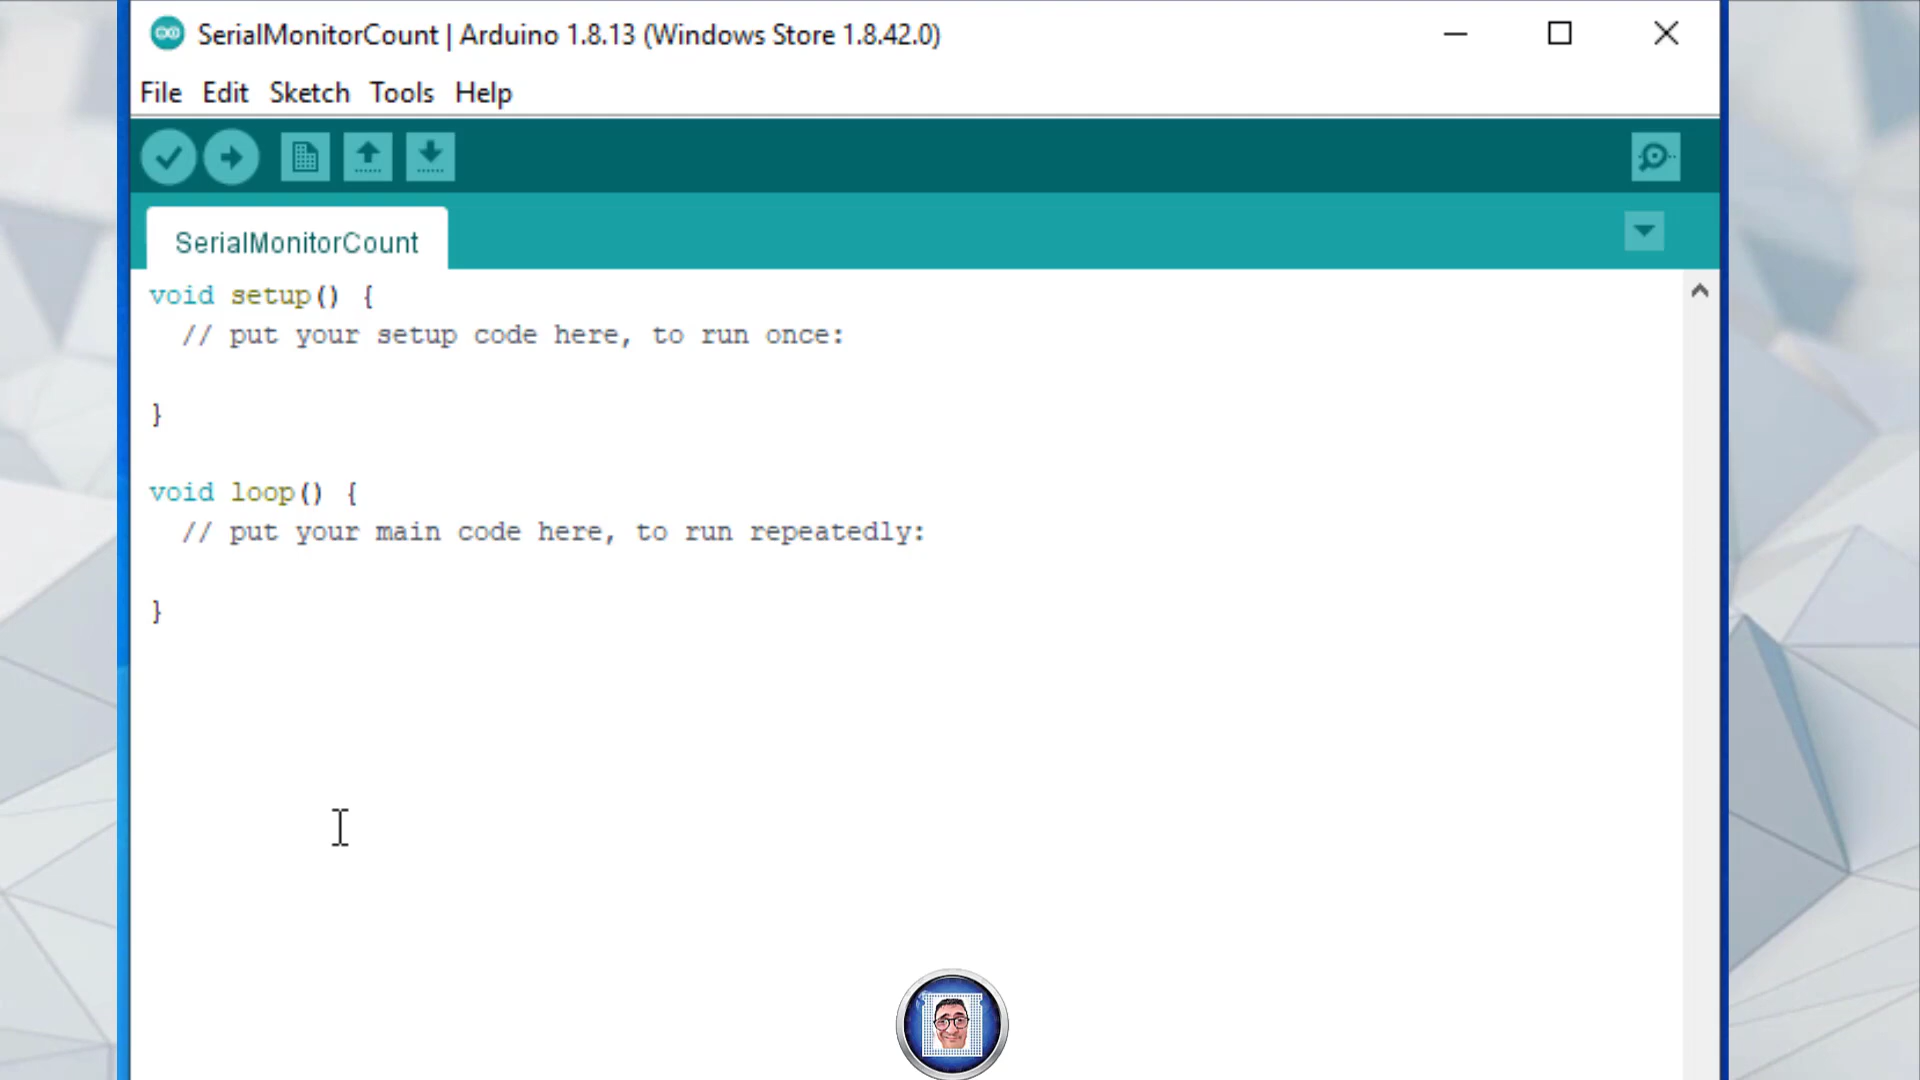 SerialMonitorCount | Arduino 1.8.13 (Windows Store 1.8.42.0)
File Edit Sketch Tools Help
SerialMonitorCount
void setup() {
// put your setup code here, to run once:
}
void loop() {
// put your main code here, to run repeatedly:
}